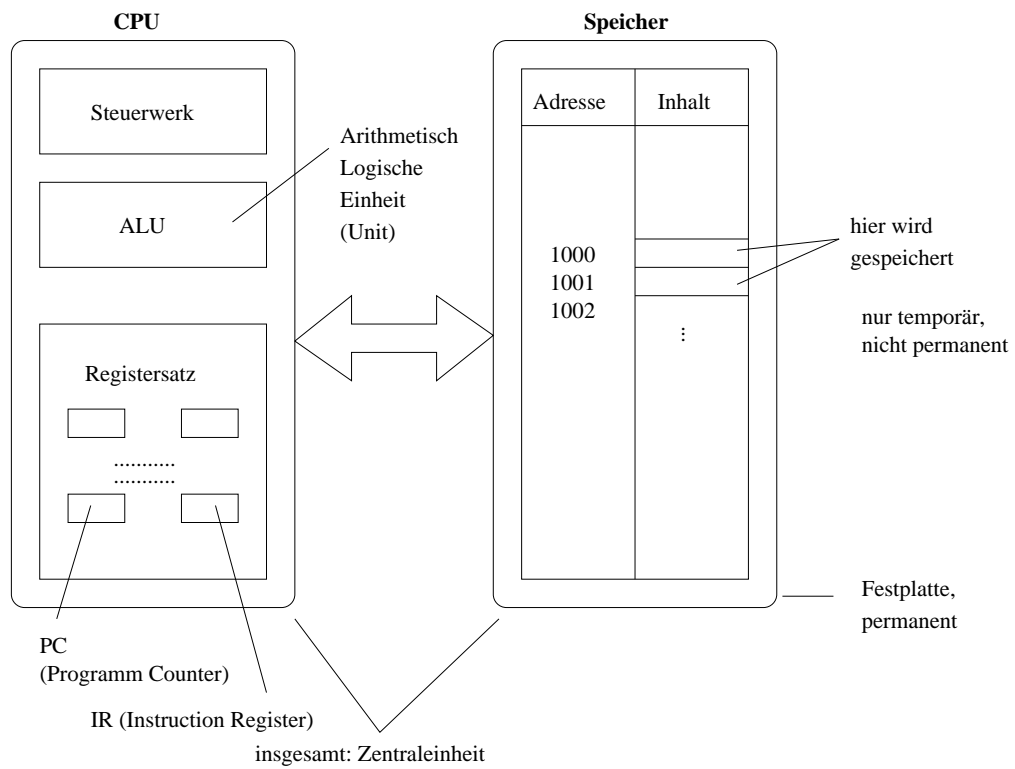 CPU
Steuerwerk
ALU
Arithmetisch
Logische
Einheit
(Unit)
Registersatz
...........
...........
PC
(Programm Counter)
IR (Instruction Register)
insgesamt: Zentraleinheit
Speicher
Adresse
Inhalt
1000
1001
1002
⋮
hier wird
gespeichert
nur temporär,
nicht permanent
Festplatte,
permanent